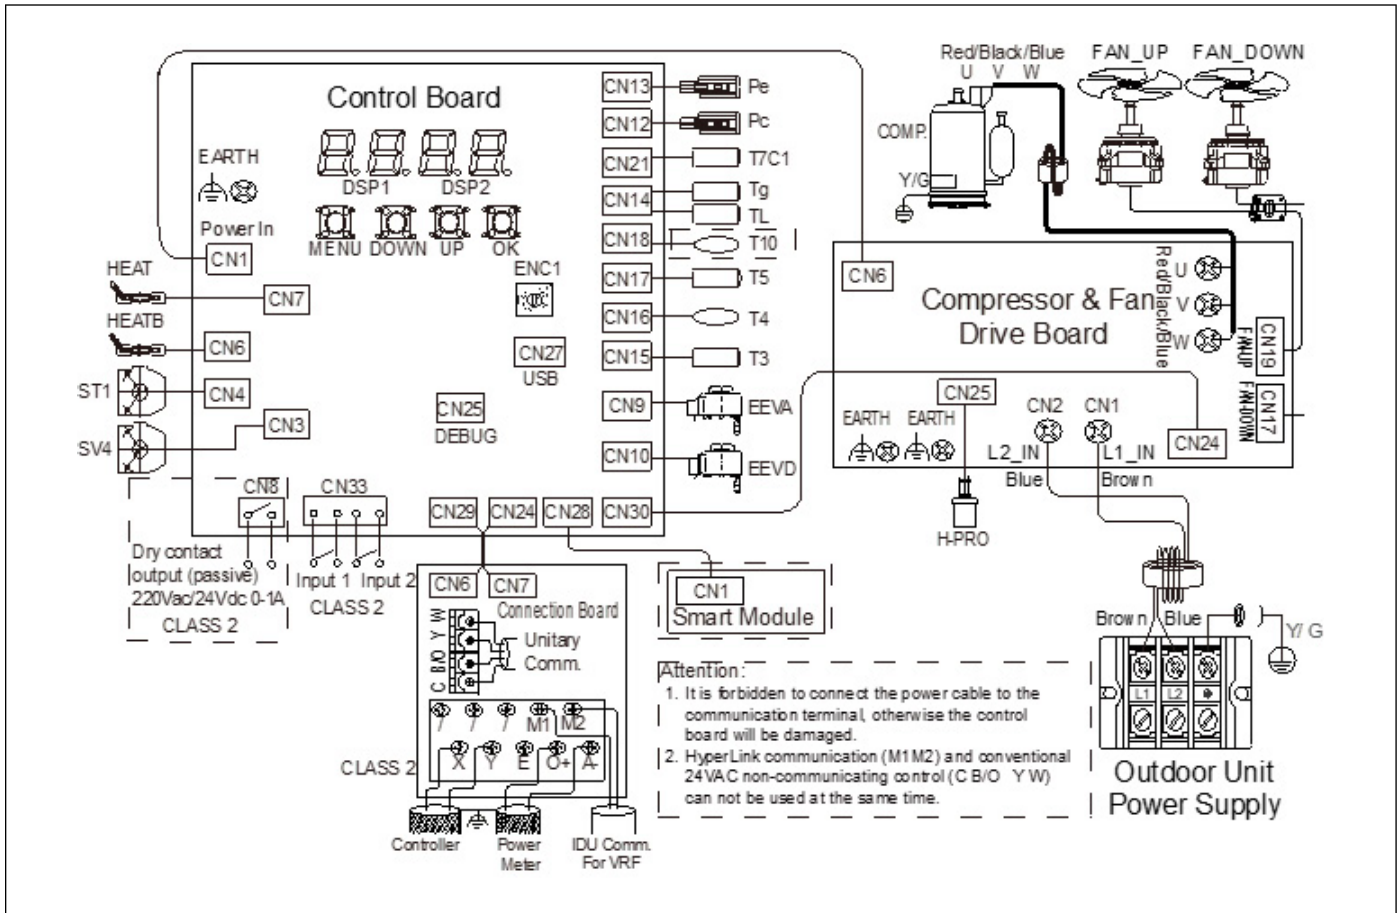 Control Board
EARTH
DSP1
DSP2
MENU DOWN UP OK
Power In
CN1
HEAT
CN7
HEATB
CN6
ST1
CN4
SV4
CN3
ENC1
CN27
USB
CN25
DEBUG
CN13
Pe
CN12
Pc
CN21
T7C1
CN14
Tg
TL
CN18
T10
CN17
T5
CN16
T4
CN15
T3
CN9
EEVA
CN10
EEVD
CN30
CN29
CN24
CN28
CN8
CN33
Dry contact
output (passive)
220Vac/24Vdc 0-1A
CLASS 2
Input 1
Input 2
CLASS 2
CN6
CN7
Connection Board
C B/O Y W
Unitary
Comm.
/ / / M1 M2
X Y E O+ A-
CLASS 2
Controller
Power
Meter
IDU Comm.
For VRF
CN1
Smart Module
Red/Black/Blue
U V W
COMP.
Y/G
FAN_UP
FAN_DOWN
CN6
Compressor & Fan
Drive Board
Red/Black/Blue
U
V
W
FAN-UP
CN19
FAN-DOWN
CN17
CN25
EARTH
EARTH
H-PRO
CN2
CN1
L2_IN
L1_IN
Blue
Brown
CN24
Brown
Blue
Y/G
L1
L2
Outdoor Unit
Power Supply
Attention:
1. It is forbidden to connect the power cable to the
communication terminal, otherwise the control
board will be damaged.
2. HyperLink communication (M1M2) and conventional
24VAC non-communicating control (C B/O Y W)
can not be used at the same time.